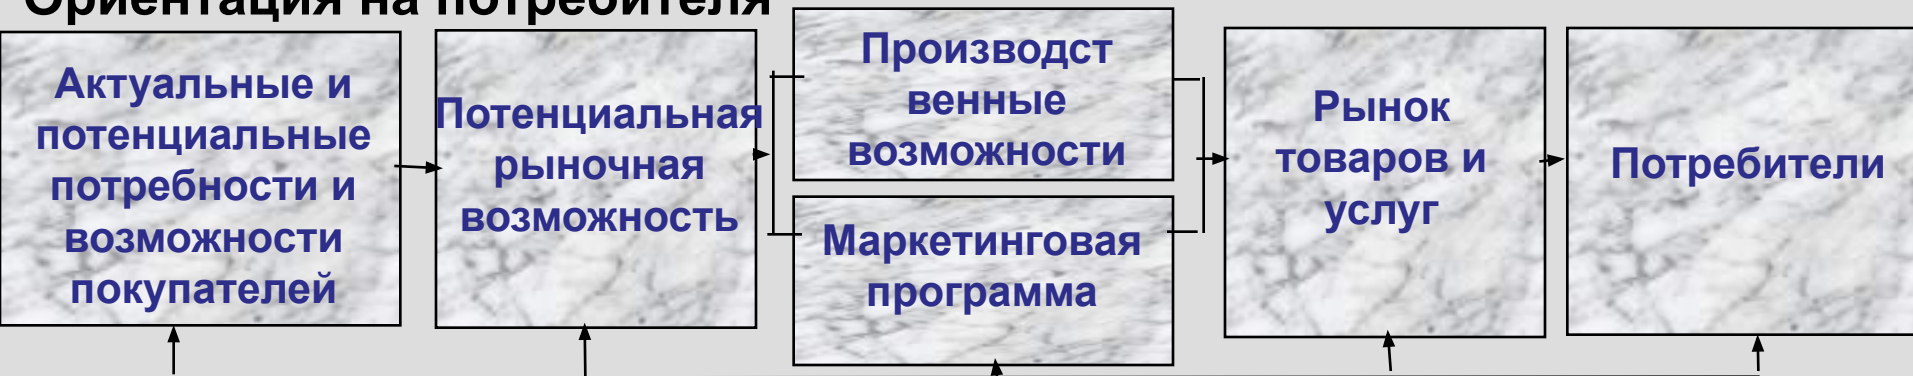 Ориентация на потребителя
Актуальные и
потенциальные
потребности и
возможности
покупателей
Потенциальная
рыночная
возможность
Производст
венные
возможности
Маркетинговая
программа
Рынок
товаров и
услуг
Потребители